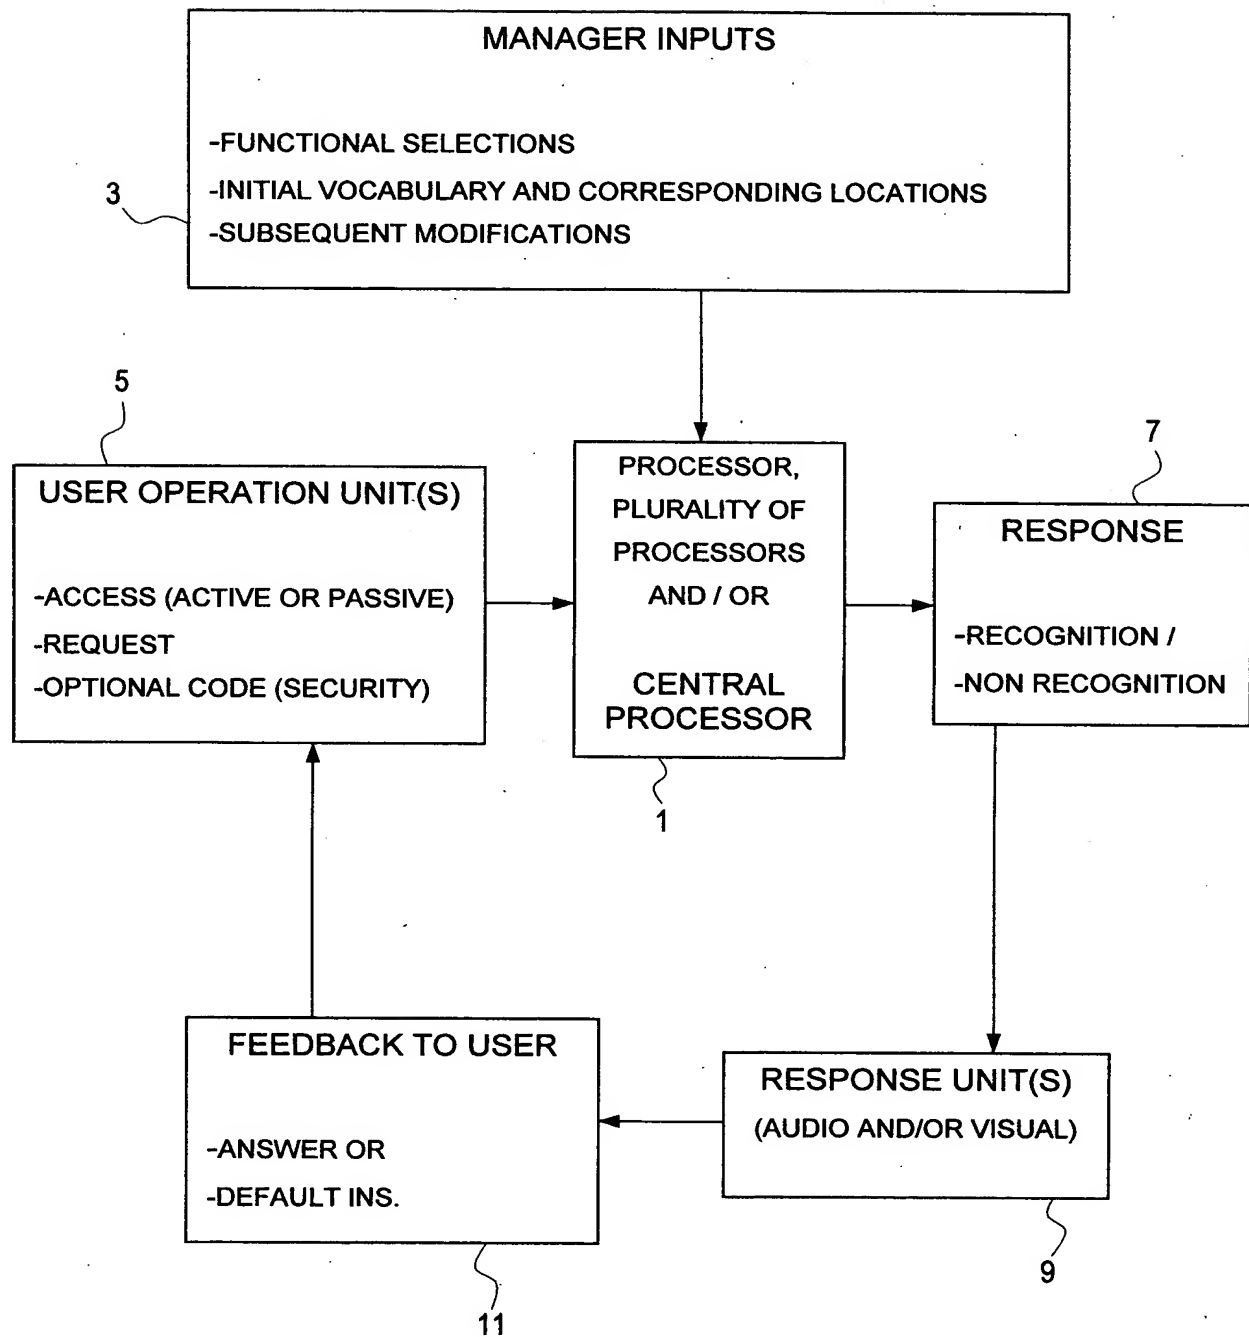 MANAGER INPUTS
-FUNCTIONAL SELECTIONS
-INITIAL VOCABULARY AND CORRESPONDING LOCATIONS
-SUBSEQUENT MODIFICATIONS
3
5
USER OPERATION UNIT(S)
-ACCESS (ACTIVE OR PASSIVE)
-REQUEST
-OPTIONAL CODE (SECURITY)
PROCESSOR,
PLURALITY OF
PROCESSORS
AND / OR
CENTRAL
PROCESSOR
1
7
RESPONSE
-RECOGNITION /
-NON RECOGNITION
FEEDBACK TO USER
-ANSWER OR
-DEFAULT INS.
11
RESPONSE UNIT(S)
(AUDIO AND/OR VISUAL)
9